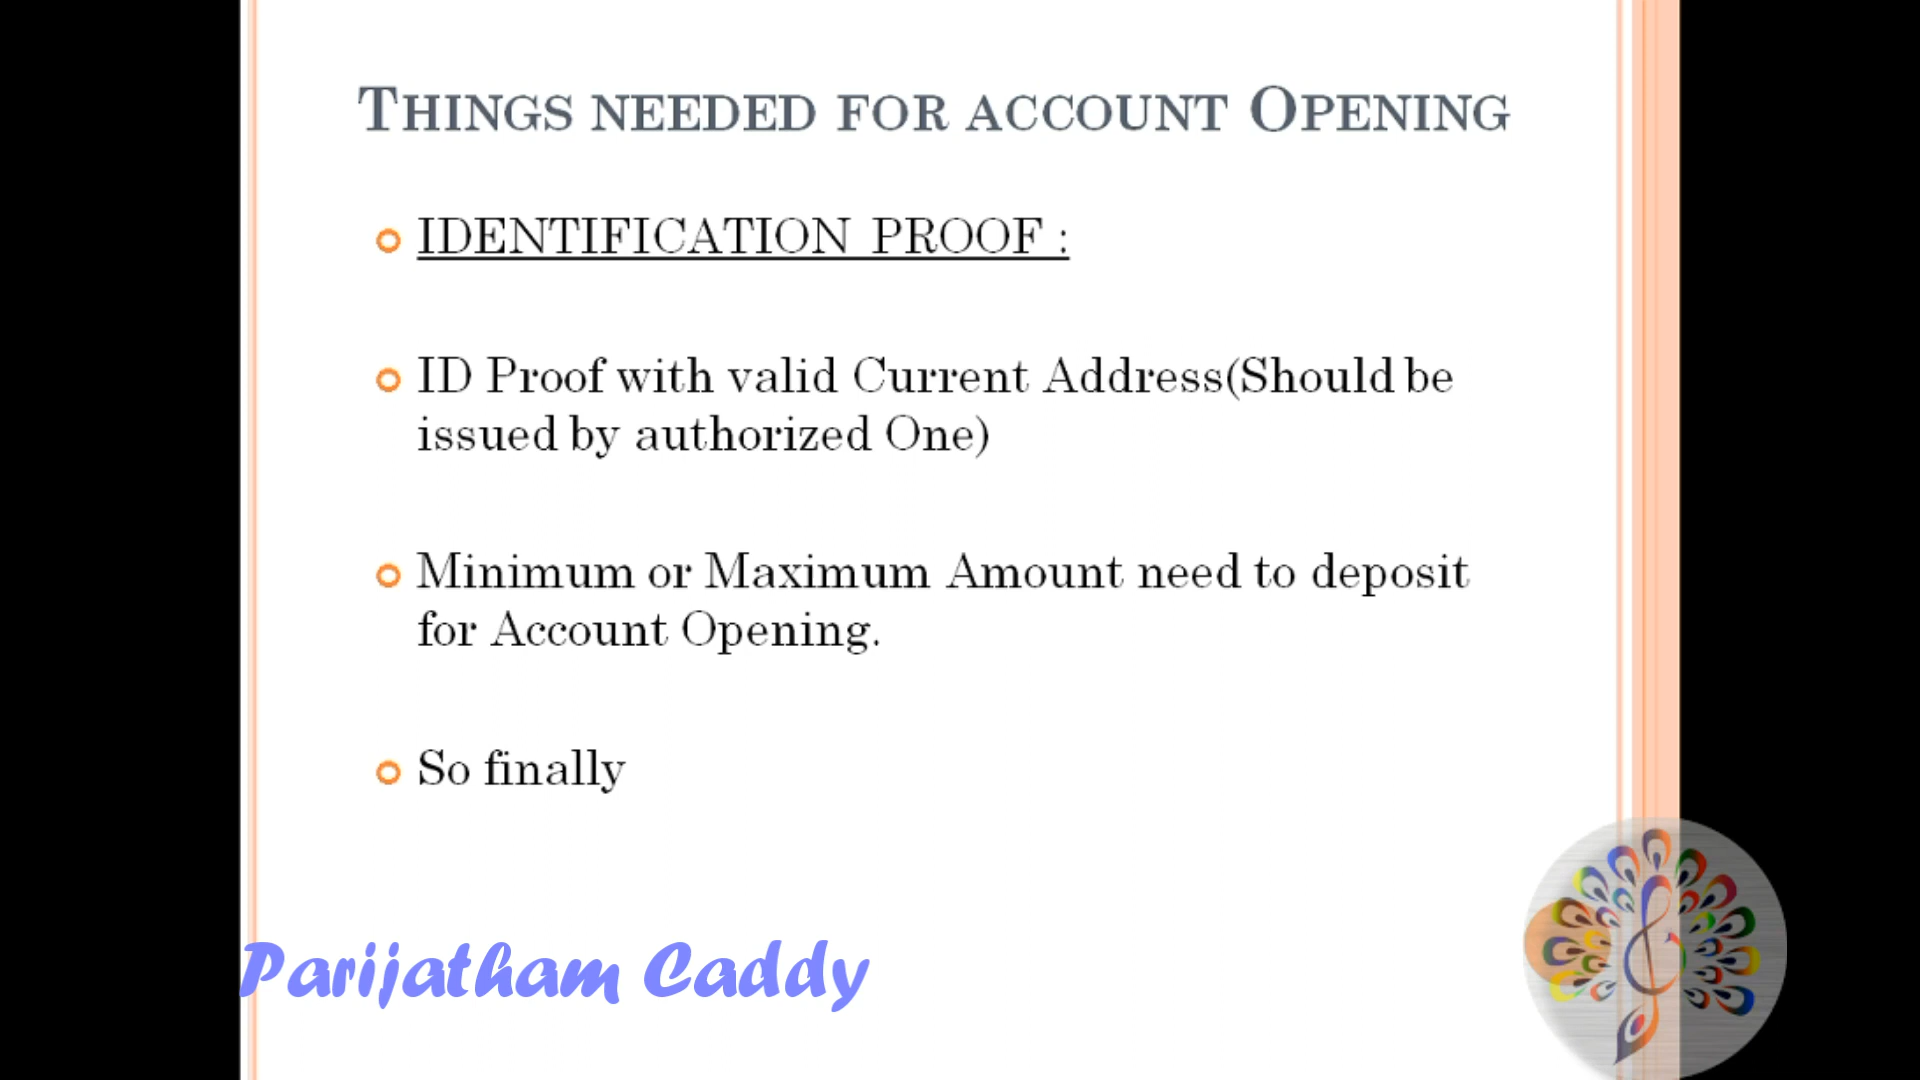 THINGS NEEDED FOR ACCOUNT OPENING
IDENTIFICATION PROOF :
ID Proof with valid Current Address(Should be
issued by authorized One)
Minimum or Maximum Amount need to deposit
for Account Opening.
So finally
Parijatham Caddy